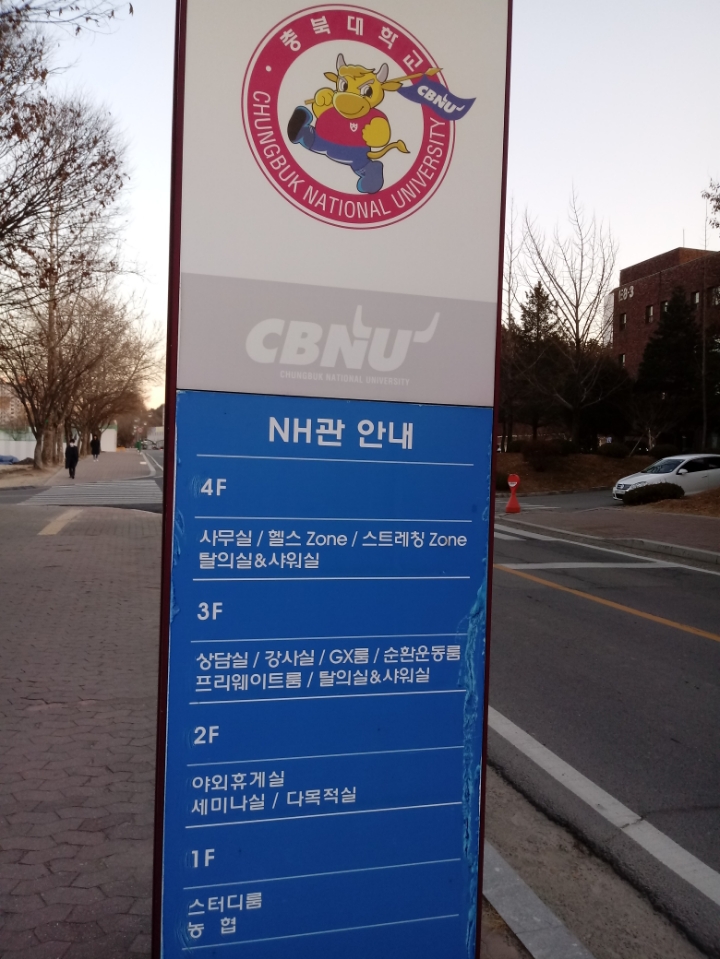 충북대학교
CBNU
CHUNGBUK NATIONAL UNIVERSITY
CBNU
CHUNGBUK NATIONAL UNIVERSITY
NH관 안내
4F
사무실 / 헬스 Zone / 스트레칭 Zone
탈의실&샤워실
3F
상담실 / 강사실 / GX룸 / 순환운동룸
프리웨이트룸 / 탈의실&샤워실
2F
야외휴게실
세미나실 / 다목적실
1F
스터디룸
농 협
E8-3